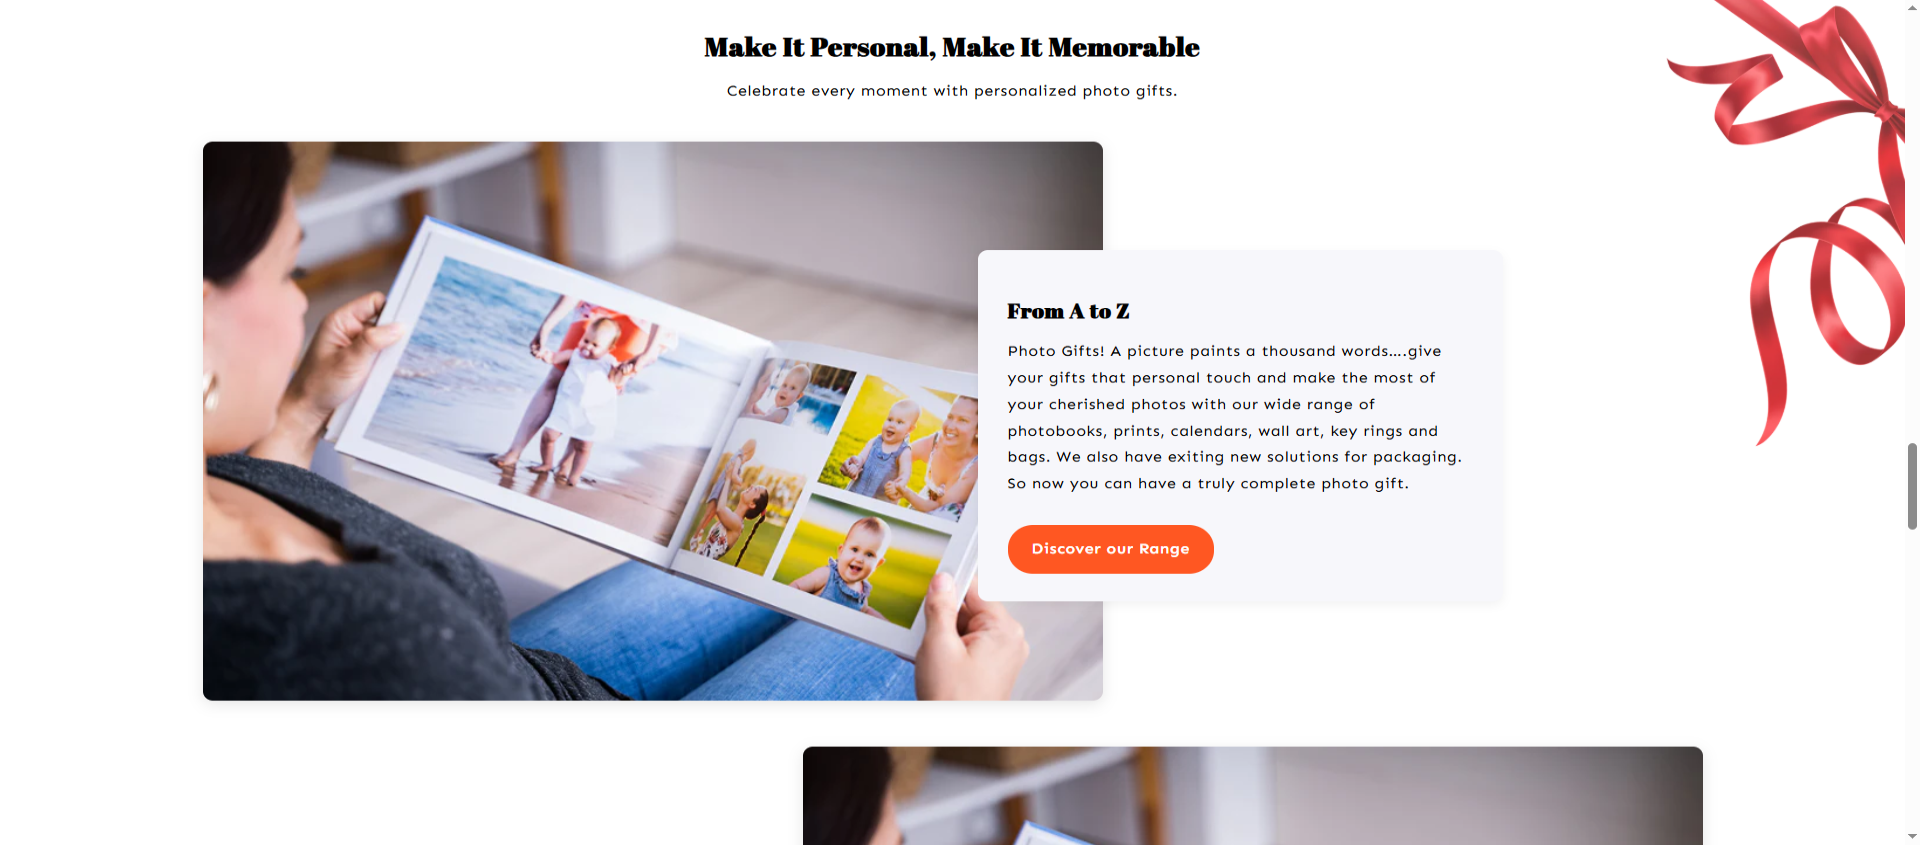 Make It Personal, Make It Memorable
Celebrate every moment with personalized photo gifts.
From A to Z
Photo Gifts! A picture paints a thousand words....give
your gifts that personal touch and make the most of
your cherished photos with our wide range of
photobooks, prints, calendars, wall art, key rings and
bags. We also have exiting new solutions for packaging.
So now you can have a truly complete photo gift.
Discover our Range